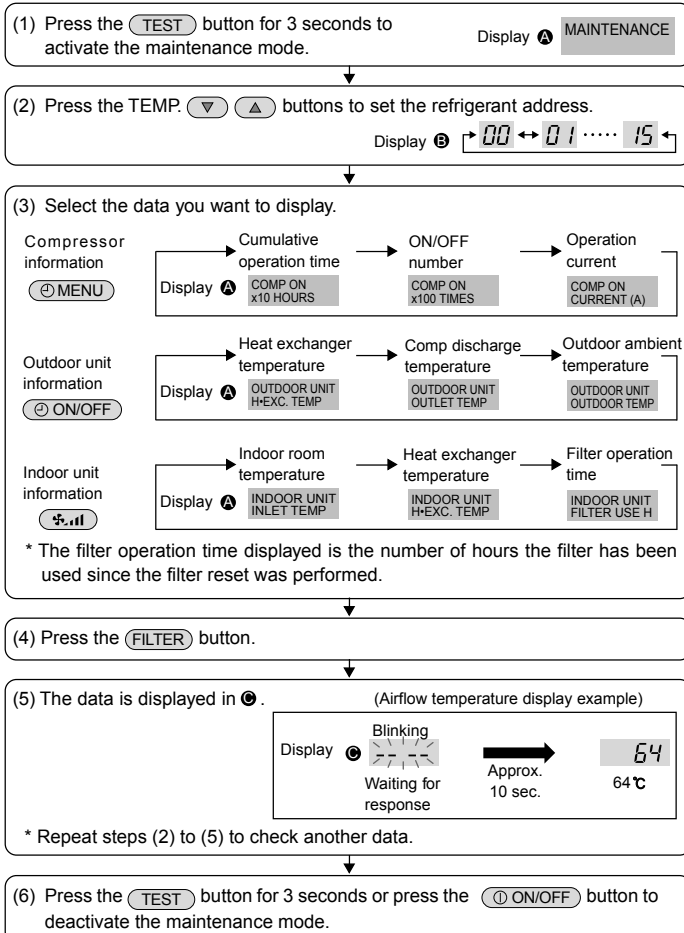 (1) Press the TEST button for 3 seconds to
activate the maintenance mode.
Display A MAINTENANCE
(2) Press the TEMP. ▼ ▲ buttons to set the refrigerant address.
Display B 00 ↔ 01 ····· 15
(3) Select the data you want to display.
Compressor
information
MENU
Cumulative
operation time
ON/OFF
number
Operation
current
Display A
COMP ON
x10 HOURS
COMP ON
x100 TIMES
COMP ON
CURRENT (A)
Outdoor unit
information
ON/OFF
Heat exchanger
temperature
Comp discharge
temperature
Outdoor ambient
temperature
Display A
OUTDOOR UNIT
H•EXC. TEMP
OUTDOOR UNIT
OUTLET TEMP
OUTDOOR UNIT
OUTDOOR TEMP
Indoor unit
information
Indoor room
temperature
Heat exchanger
temperature
Filter operation
time
Display A
INDOOR UNIT
INLET TEMP
INDOOR UNIT
H•EXC. TEMP
INDOOR UNIT
FILTER USE H
* The filter operation time displayed is the number of hours the filter has been
used since the filter reset was performed.
(4) Press the FILTER button.
(5) The data is displayed in C.
(Airflow temperature display example)
Display C
Blinking
-- --
Waiting for
response
Approx.
10 sec.
64
64℃
* Repeat steps (2) to (5) to check another data.
(6) Press the TEST button for 3 seconds or press the ON/OFF button to
deactivate the maintenance mode.